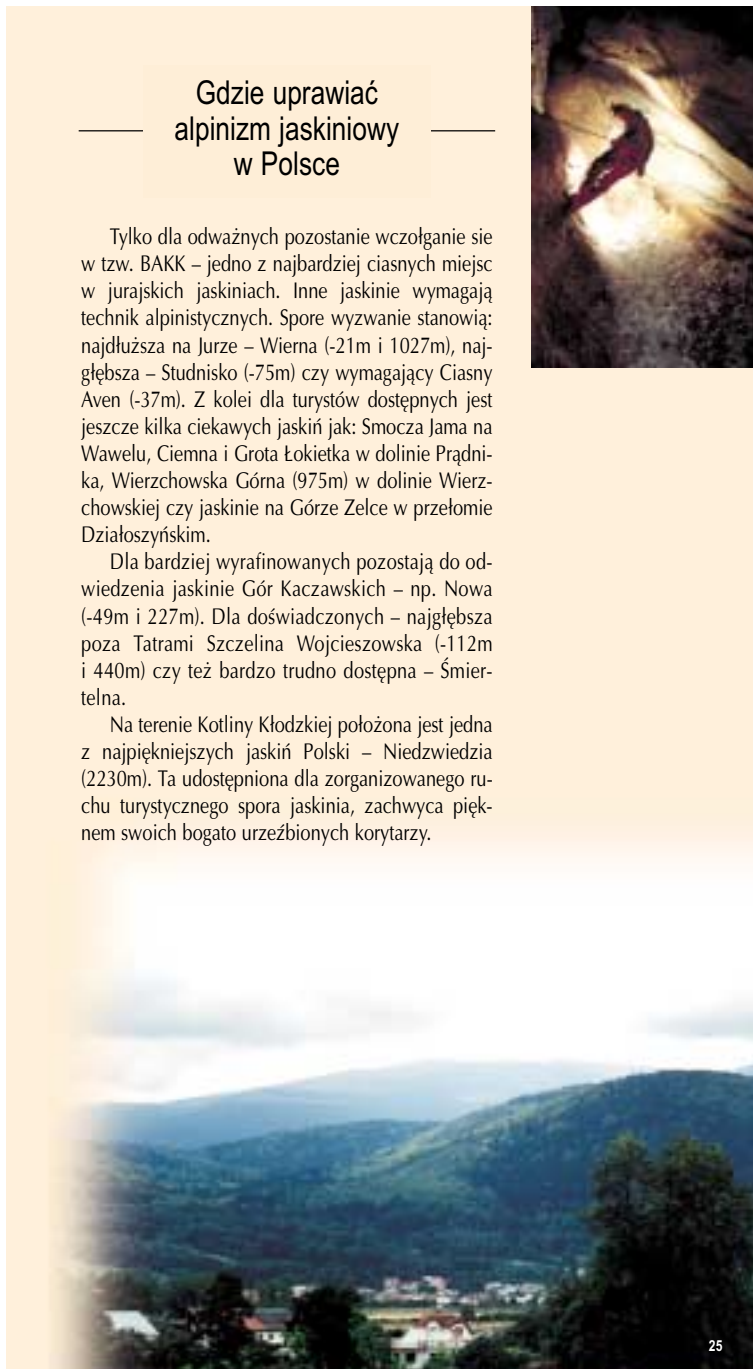 Gdzie uprawiać
alpinizm jaskiniowy
w Polsce
Tylko dla odważnych pozostanie wczołganie sie
w tzw. BAKK – jedno z najbardziej ciasnych miejsc
w jurajskich jaskiniach. Inne jaskinie wymagają
technik alpinistycznych. Spore wyzwanie stanowią:
najdłuższa na Jurze – Wierna (-21m i 1027m), naj-
głębsza – Studnisko (-75m) czy wymagający Ciasny
Aven (-37m). Z kolei dla turystów dostępnych jest
jeszcze kilka ciekawych jaskiń jak: Smocza Jama na
Wawelu, Ciemna i Grota Łokietka w dolinie Prądni-
ka, Wierzchowska Górna (975m) w dolinie Wierz-
chowskiej czy jaskinie na Górze Zelce w przełomie
Działoszyńskim.
Dla bardziej wyrafinowanych pozostają do od-
wiedzenia jaskinie Gór Kaczawskich – np. Nowa
(-49m i 227m). Dla doświadczonych – najgłębsza
poza Tatrami Szczelina Wojcieszowska (-112m
i 440m) czy też bardzo trudno dostępna – Śmier-
telna.
Na terenie Kotliny Kłodzkiej położona jest jedna
z najpiękniejszych jaskiń Polski – Niedzwiedzia
(2230m). Ta udostępniona dla zorganizowanego ru-
chu turystycznego spora jaskinia, zachwyca pięk-
nem swoich bogato urzeźbionych korytarzy.
25